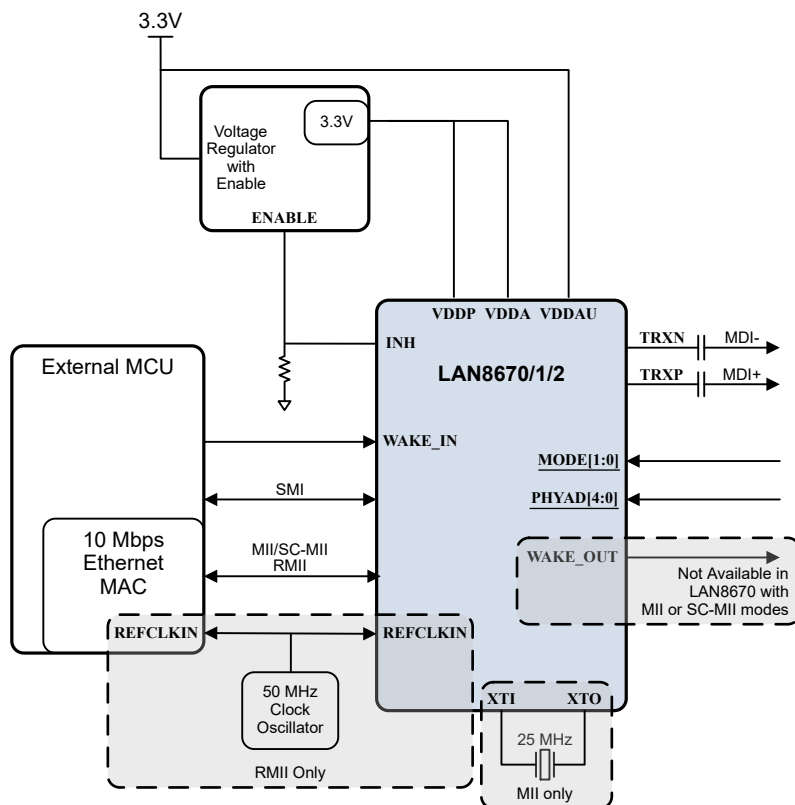 3.3V
Voltage
Regulator
with
Enable
3.3V
ENABLE
VDDP VDDA VDDAU
INH
LAN8670/1/2
TRXN
MDI-
TRXP
MDI+
External MCU
WAKE_IN
SMI
MODE[1:0]
PHYAD[4:0]
10 Mbps
Ethernet
MAC
MII/SC-MII
RMII
WAKE_OUT
Not Available in
LAN8670 with
MII or SC-MII modes
REFCLKIN
REFCLKIN
50 MHz
Clock
Oscillator
RMII Only
XTI XTO
25 MHz
MII only